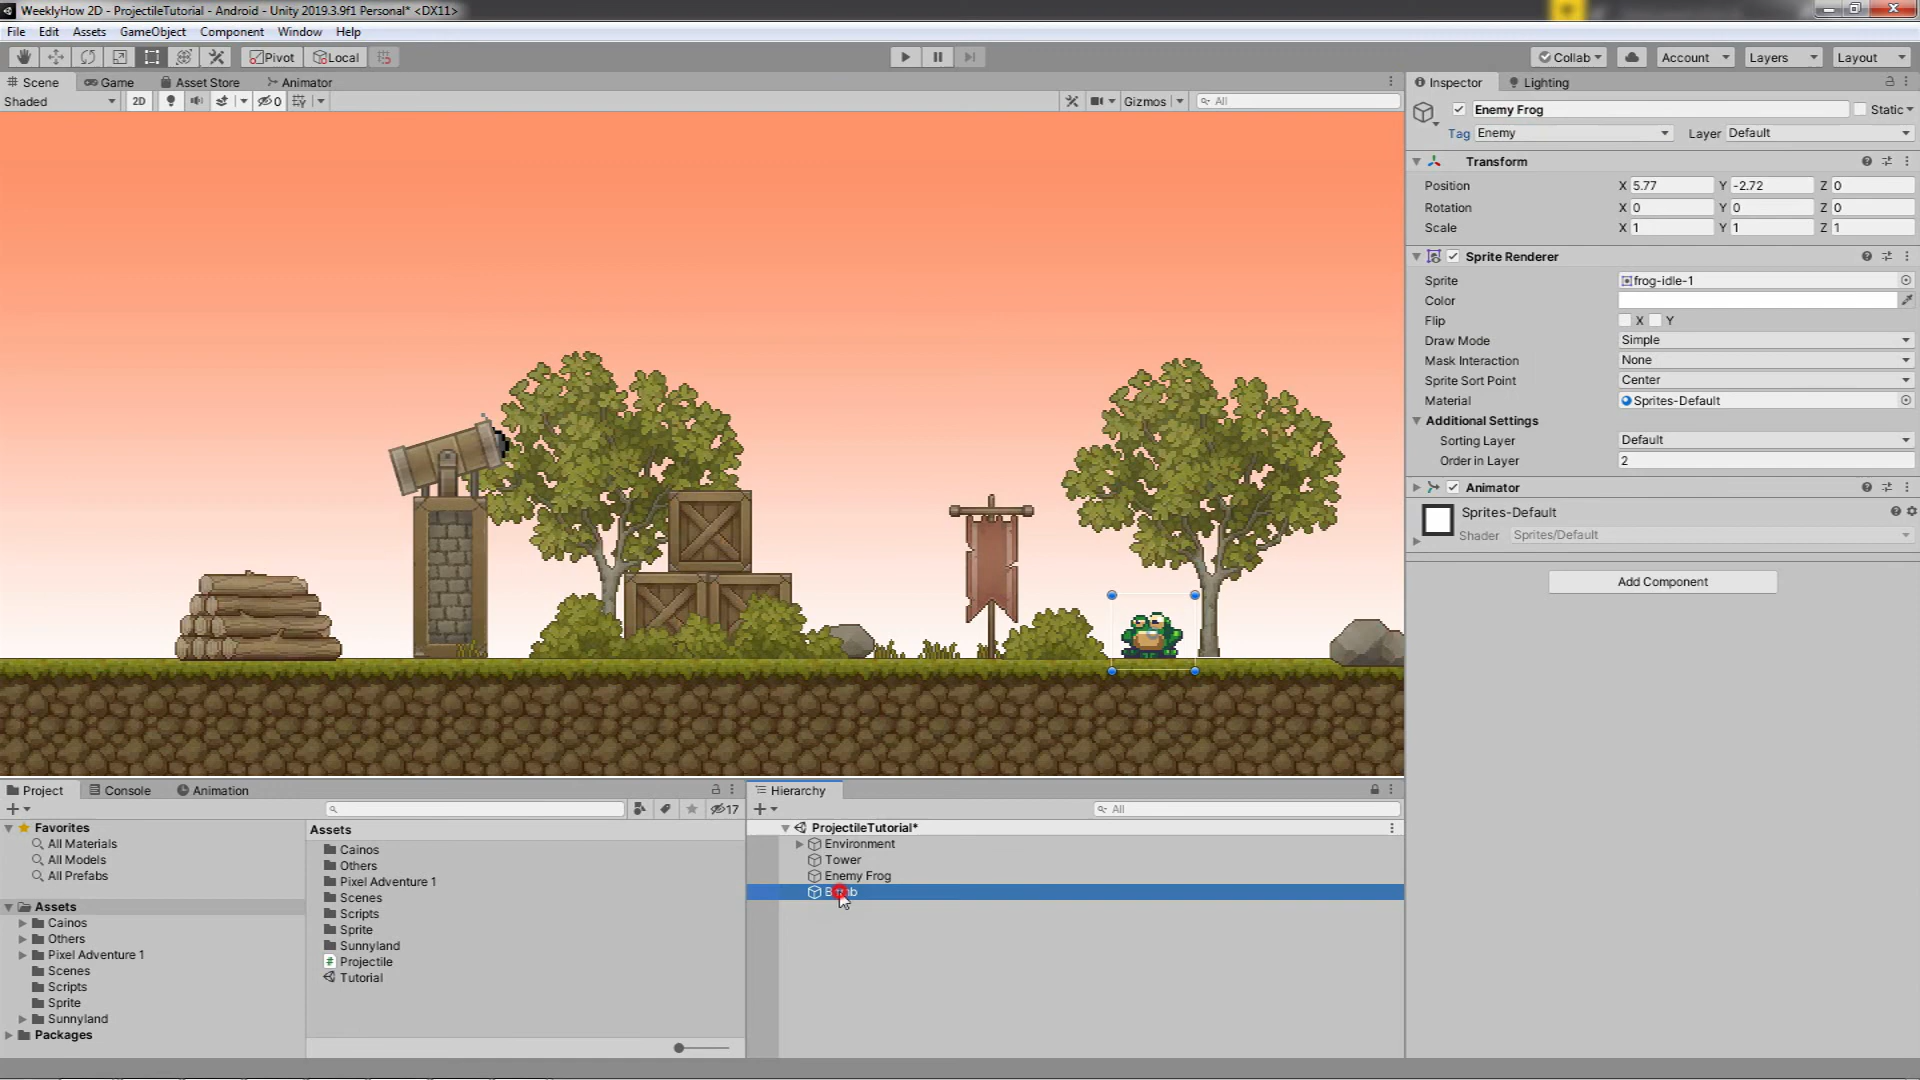 WeeklyHow 2D - ProjectileTutorial - Android - Unity 2019.3.9f1 Personal* <DX11>
File Edit Assets GameObject Component Window Help
Pivot Local Collab Account Layers Layout
Scene Game Asset Store Animator Inspector Lighting
Shaded 2D 0 Gizmos All
Enemy Frog Static
Tag Enemy Layer Default
Transform
Position X 5.77 Y -2.72 Z 0
Rotation X 0 Y 0 Z 0
Scale X 1 Y 1 Z 1
Sprite Renderer
Sprite frog-idle-1
Color
Flip X Y
Draw Mode Simple
Mask Interaction None
Sprite Sort Point Center
Material Sprites-Default
Additional Settings
Sorting Layer Default
Order in Layer 2
Animator
Sprites-Default
Shader Sprites/Default
Add Component
Project Console Animation
17
Favorites
All Materials
All Models
All Prefabs
Assets
Cainos
Others
Pixel Adventure 1
Scenes
Scripts
Sprite
Sunnyland
Packages
Assets
Cainos
Others
Pixel Adventure 1
Scenes
Scripts
Sprite
Sunnyland
Projectile
Tutorial
Hierarchy
All
ProjectileTutorial*
Environment
Tower
Enemy Frog